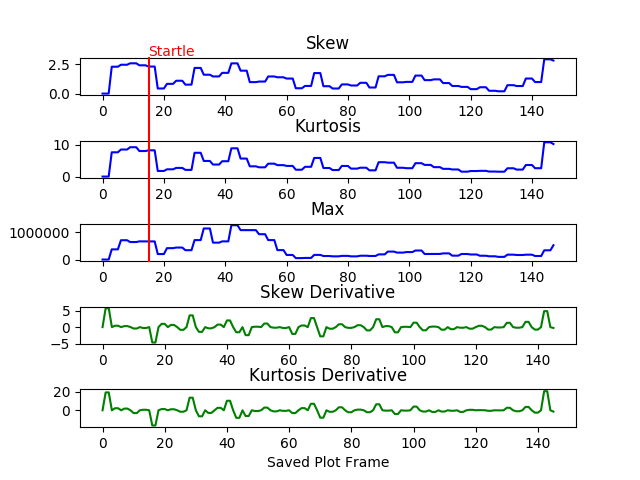 Skew
Startle
2.5
0.0
0 20 40 60 80 100 120 140
Kurtosis
10
0
0 20 40 60 80 100 120 140
Max
1000000
0
0 20 40 60 80 100 120 140
Skew Derivative
5
0
−5
0 20 40 60 80 100 120 140
Kurtosis Derivative
20
0
0 20 40 60 80 100 120 140
Saved Plot Frame